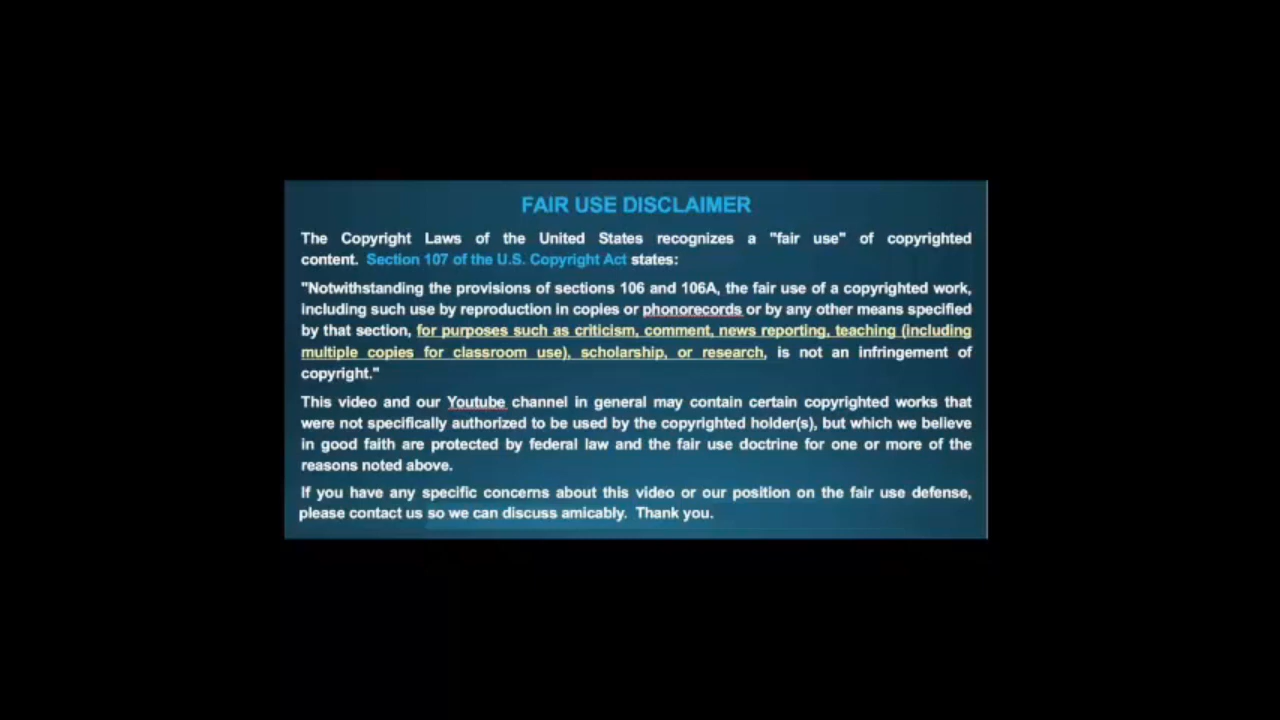 FAIR USE DISCLAIMER
The Copyright Laws of the United States recognizes a "fair use" of copyrighted
content. Section 107 of the U.S. Copyright Act states:
"Notwithstanding the provisions of sections 106 and 106A, the fair use of a copyrighted work,
including such use by reproduction in copies or phonorecords or by any other means specified
by that section, for purposes such as criticism, comment, news reporting, teaching (including
multiple copies for classroom use), scholarship, or research, is not an infringement of
copyright."
This video and our Youtube channel in general may contain certain copyrighted works that
were not specifically authorized to be used by the copyrighted holder(s), but which we believe
in good faith are protected by federal law and the fair use doctrine for one or more of the
reasons noted above.
If you have any specific concerns about this video or our position on the fair use defense,
please contact us so we can discuss amicably. Thank you.